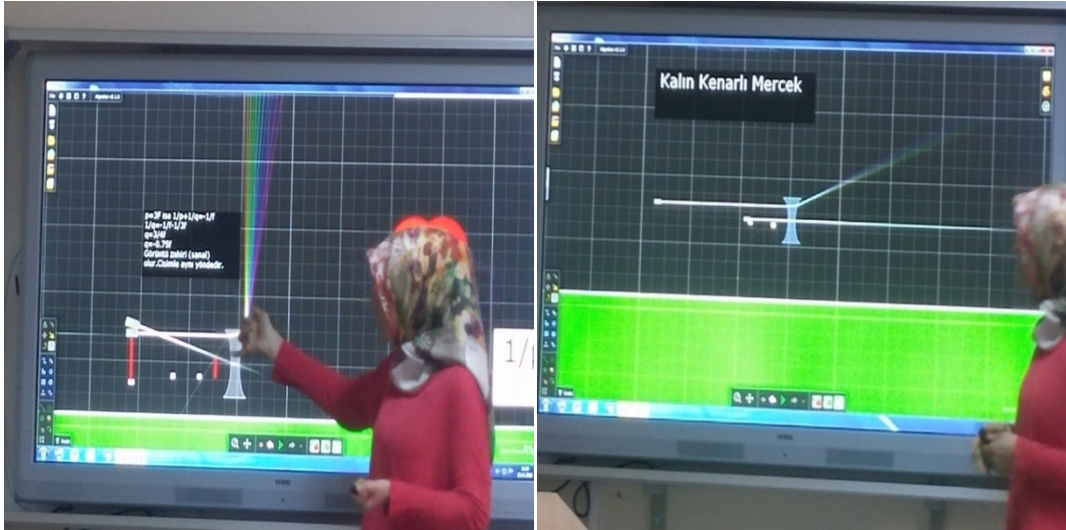 p=3F ise 1/p+1/q=-1/f
1/q=-1/f-1/3f
q=3/4f
q=-0.75f
Görüntü zahiri (sanal)
olur.Cisimle aynı yöndedir.
1/
Kalın Kenarlı Mercek